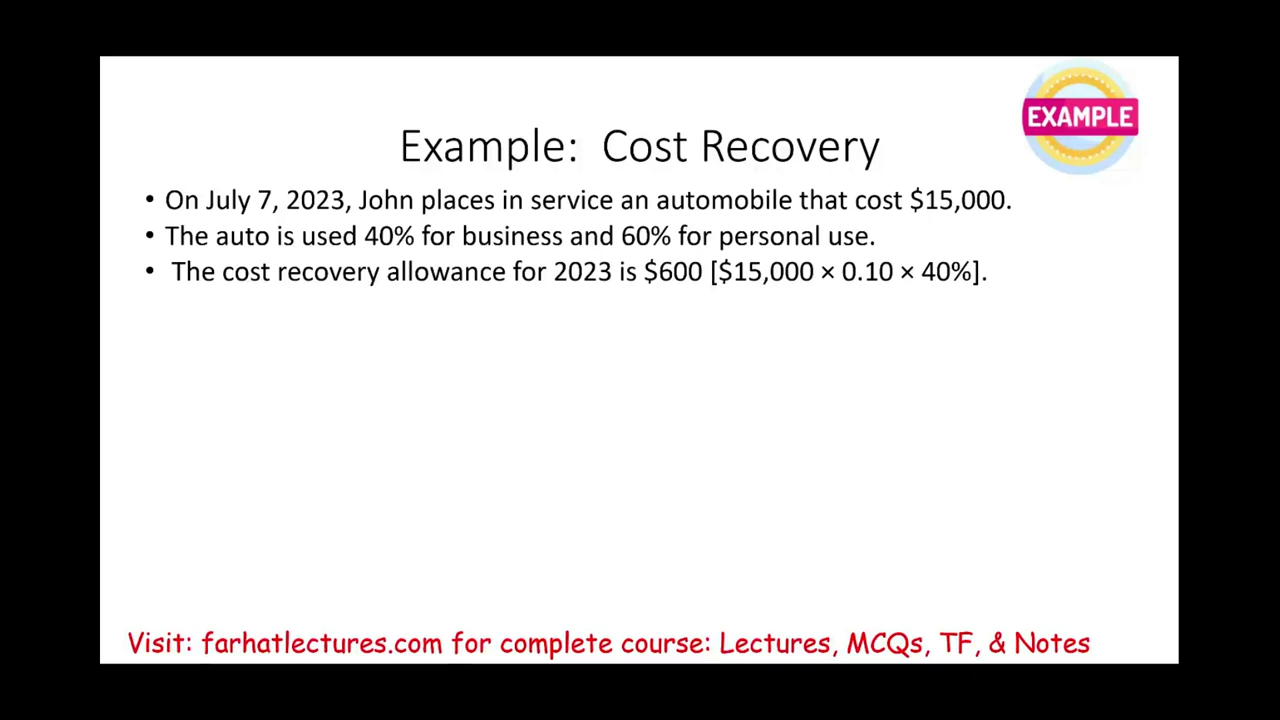 EXAMPLE
Example: Cost Recovery
• On July 7, 2023, John places in service an automobile that cost $15,000.
• The auto is used 40% for business and 60% for personal use.
• The cost recovery allowance for 2023 is $600 [$15,000 × 0.10 × 40%].
Visit: farhatlectures.com for complete course: Lectures, MCQs, TF, & Notes